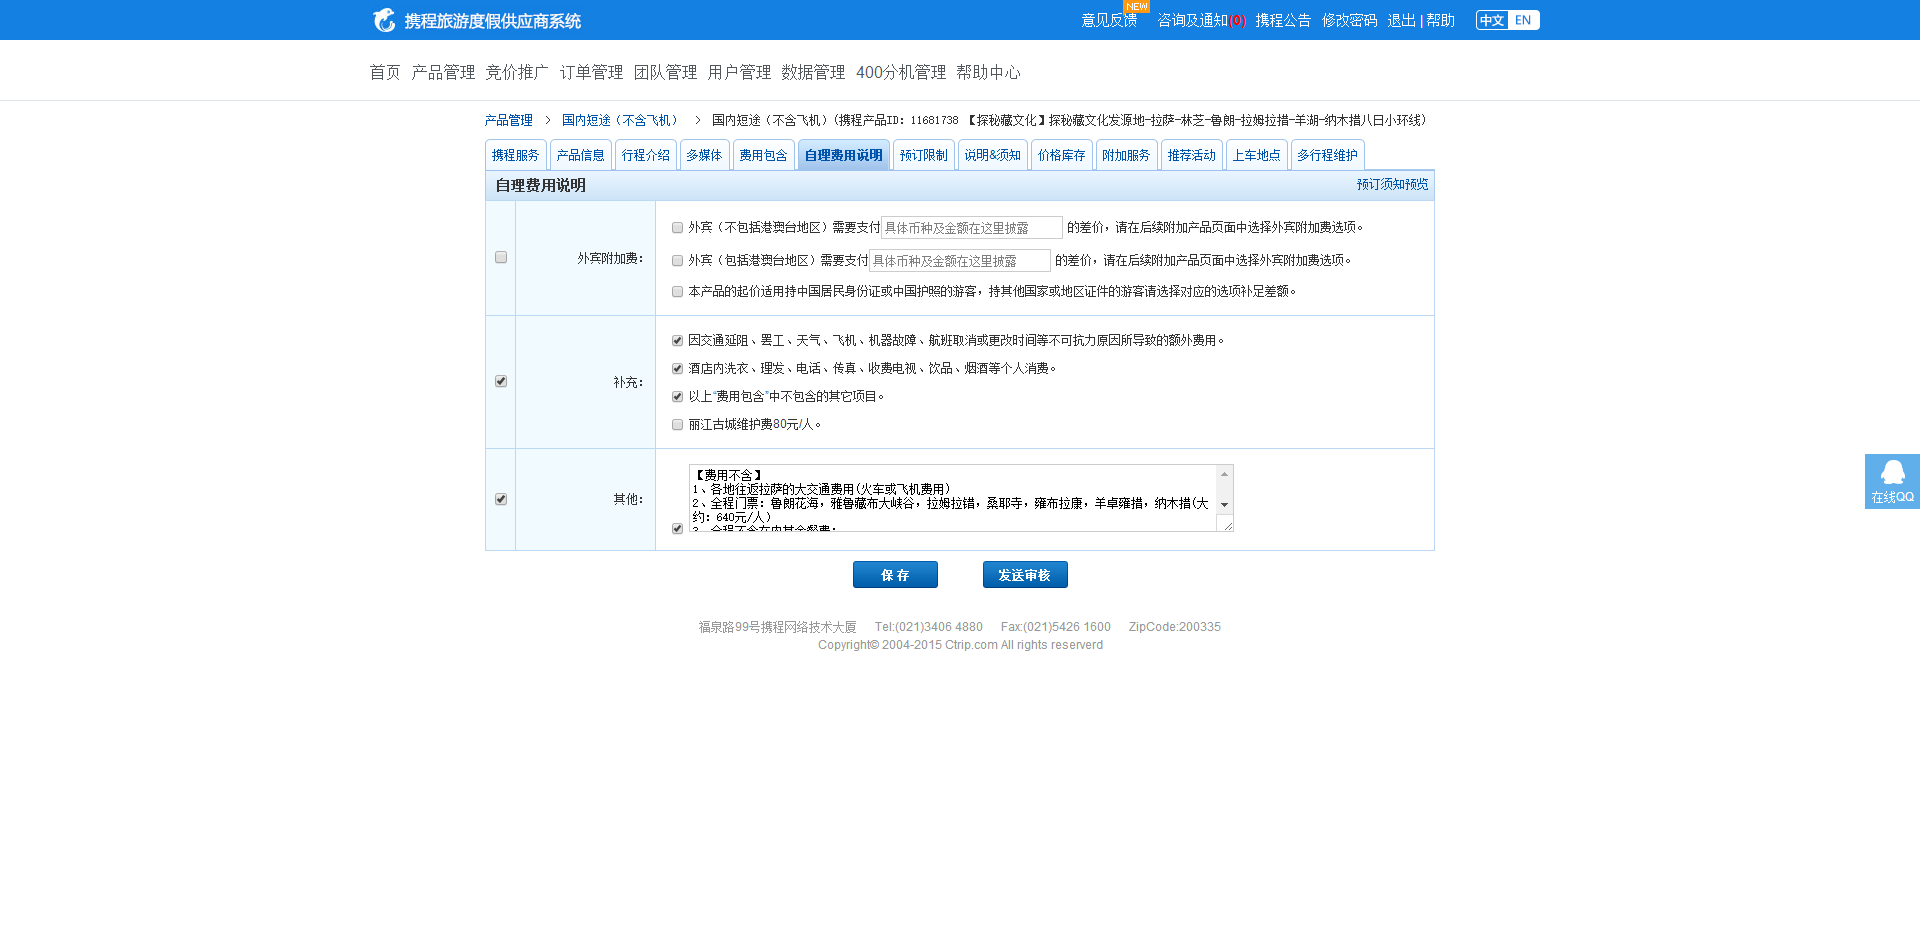 携程旅游度假供应商系统
意见反馈 NEW 咨询及通知(0) 携程公告 修改密码 退出 | 帮助 中文 EN
首页 产品管理 竞价推广 订单管理 团队管理 用户管理 数据管理 400分机管理 帮助中心
产品管理 > 国内短途（不含飞机） > 国内短途（不含飞机）(携程产品ID：11681738 【探秘藏文化】探秘藏文化发源地-拉萨-林芝-鲁朗-拉姆拉措-羊湖-纳木措八日小环线)
携程服务 产品信息 行程介绍 多媒体 费用包含 自理费用说明 预订限制 说明&须知 价格库存 附加服务 推荐活动 上车地点 多行程维护
自理费用说明 预订须知预览
外宾附加费：
外宾（不包括港澳台地区）需要支付 具体币种及金额在这里披露 的差价，请在后续附加产品页面中选择外宾附加费选项。
外宾（包括港澳台地区）需要支付 具体币种及金额在这里披露 的差价，请在后续附加产品页面中选择外宾附加费选项。
本产品的起价适用持中国居民身份证或中国护照的游客，持其他国家或地区证件的游客请选择对应的选项补足差额。
补充：
因交通延阻、罢工、天气、飞机、机器故障、航班取消或更改时间等不可抗力原因所导致的额外费用。
酒店内洗衣、理发、电话、传真、收费电视、饮品、烟酒等个人消费。
以上“费用包含”中不包含的其它项目。
丽江古城维护费80元/人。
其他：
【费用不含】
1、各地往返拉萨的大交通费用(火车或飞机费用)
2、全程门票：鲁朗花海，雅鲁藏布大峡谷，拉姆拉错，桑耶寺，雍布拉康，羊卓雍措，纳木措(大
约：640元/人)
3、全程不含在内其余餐费；
保 存 发送审核
在线QQ
福泉路99号携程网络技术大厦 Tel:(021)3406 4880 Fax:(021)5426 1600 ZipCode:200335
Copyright© 2004-2015 Ctrip.com All rights reserverd